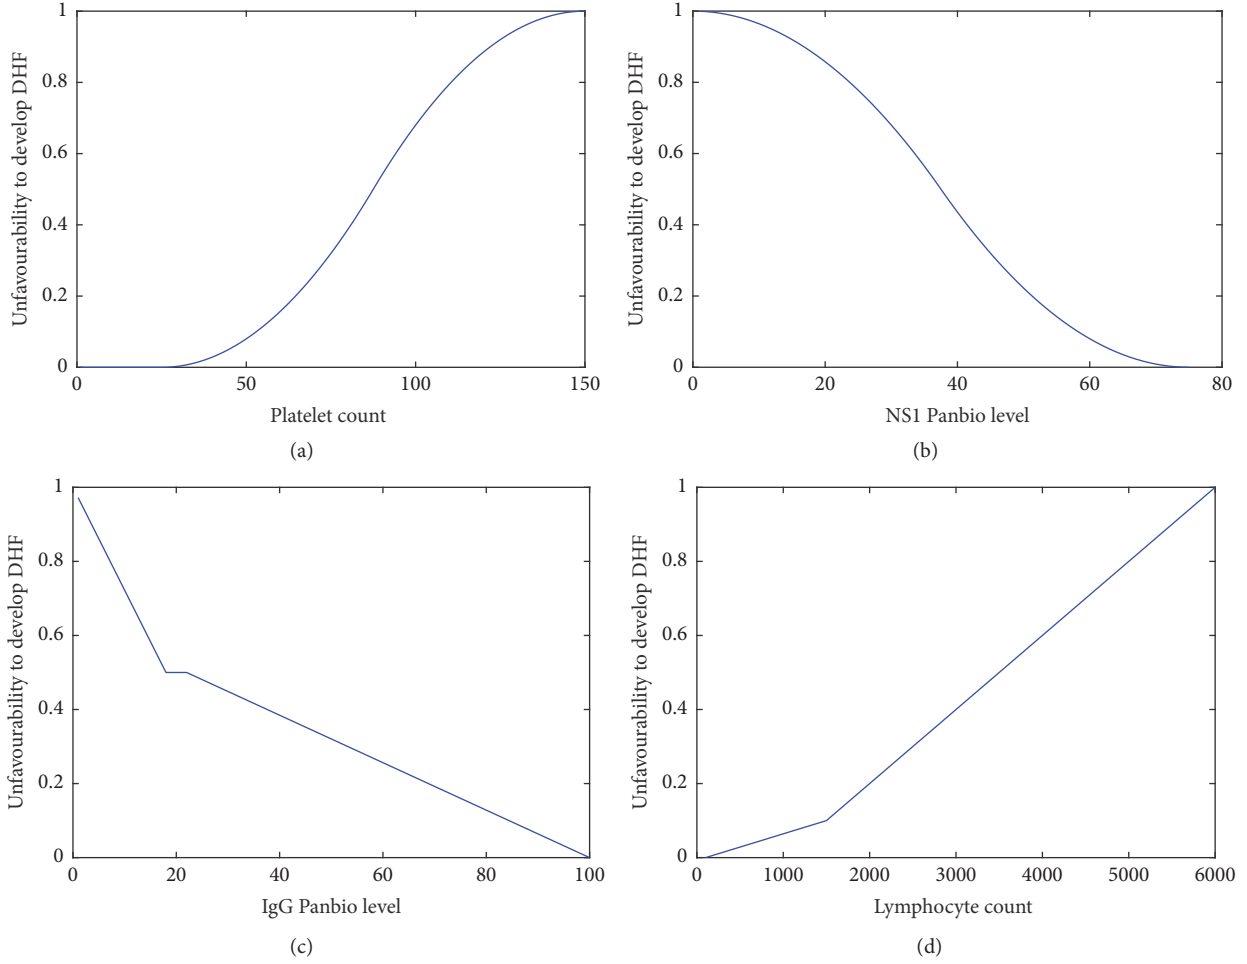 Unfavourability to develop DHF
1
0.8
0.6
0.4
0.2
0
0 50 100 150
Platelet count
(a)
Unfavourability to develop DHF
1
0.8
0.6
0.4
0.2
0
0 20 40 60 80
NS1 Panbio level
(b)
Unfavourability to develop DHF
1
0.8
0.6
0.4
0.2
0
0 20 40 60 80 100
IgG Panbio level
(c)
Unfavourability to develop DHF
1
0.8
0.6
0.4
0.2
0
0 1000 2000 3000 4000 5000 6000
Lymphocyte count
(d)